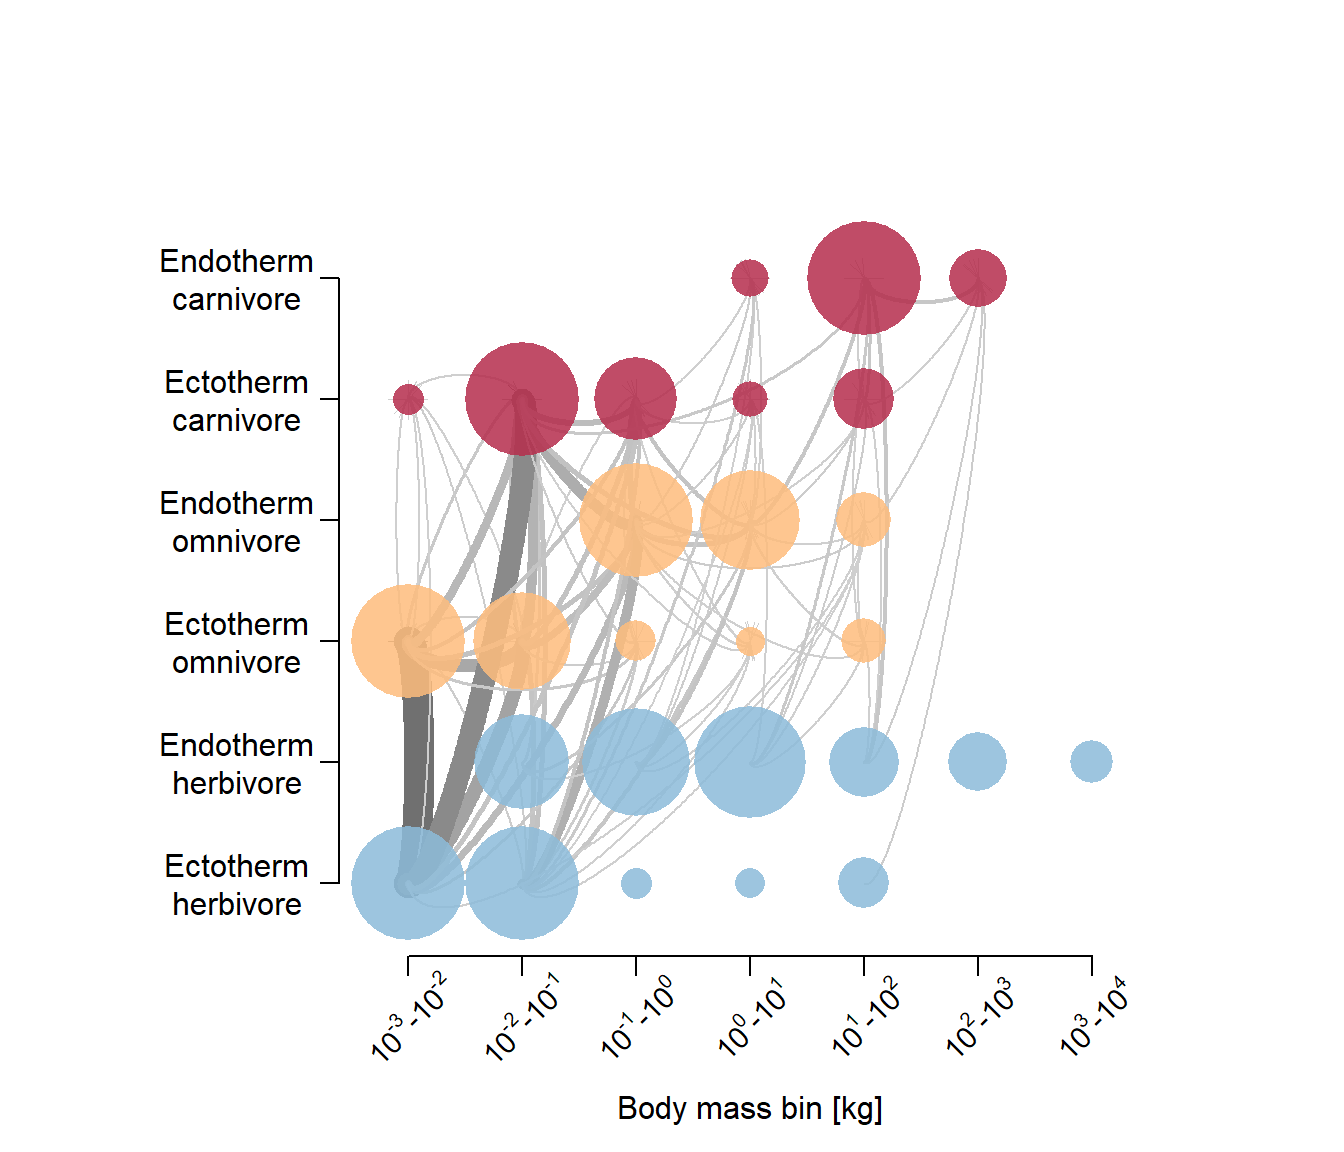 Endotherm
carnivore
Ectotherm
carnivore
Endotherm
omnivore
Ectotherm
omnivore
Endotherm
herbivore
Ectotherm
herbivore
10⁻³-10⁻²
10⁻²-10⁻¹
10⁻¹-10⁰
10⁰-10¹
10¹-10²
10²-10³
10³-10⁴
Body mass bin [kg]